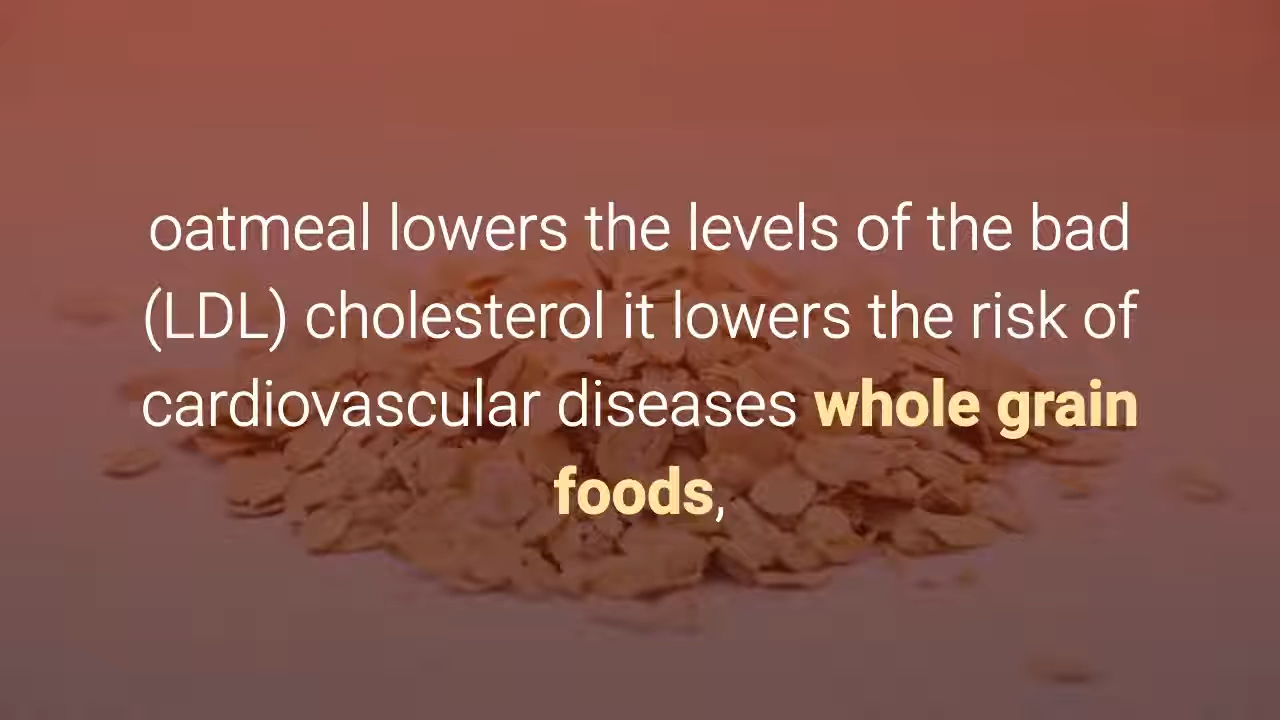 oatmeal lowers the levels of the bad
(LDL) cholesterol it lowers the risk of
cardiovascular diseases whole grain
foods,